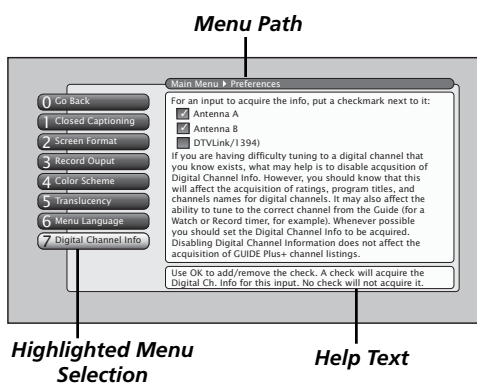 Menu Path
Main Menu ▶ Preferences
0 Go Back
1 Closed Captioning
2 Screen Format
3 Record Ouput
4 Color Scheme
5 Translucency
6 Menu Language
7 Digital Channel Info
For an input to acquire the info, put a checkmark next to it:
Antenna A
Antenna B
DTVLink/1394)
If you are having difficulty tuning to a digital channel that
you know exists, what may help is to disable acquisition of
Digital Channel Info. However, you should know that this
will affect the acquisition of ratings, program titles, and
channels names for digital channels. It may also affect the
ability to tune to the correct channel from the Guide (for a
Watch or Record timer, for example). Whenever possible
you should set the Digital Channel Info to be acquired.
Disabling Digital Channel Information does not affect the
acquisition of GUIDE Plus+ channel listings.
Use OK to add/remove the check. A check will acquire the
Digital Ch. Info for this input. No check will not acquire it.
Highlighted Menu
Selection
Help Text